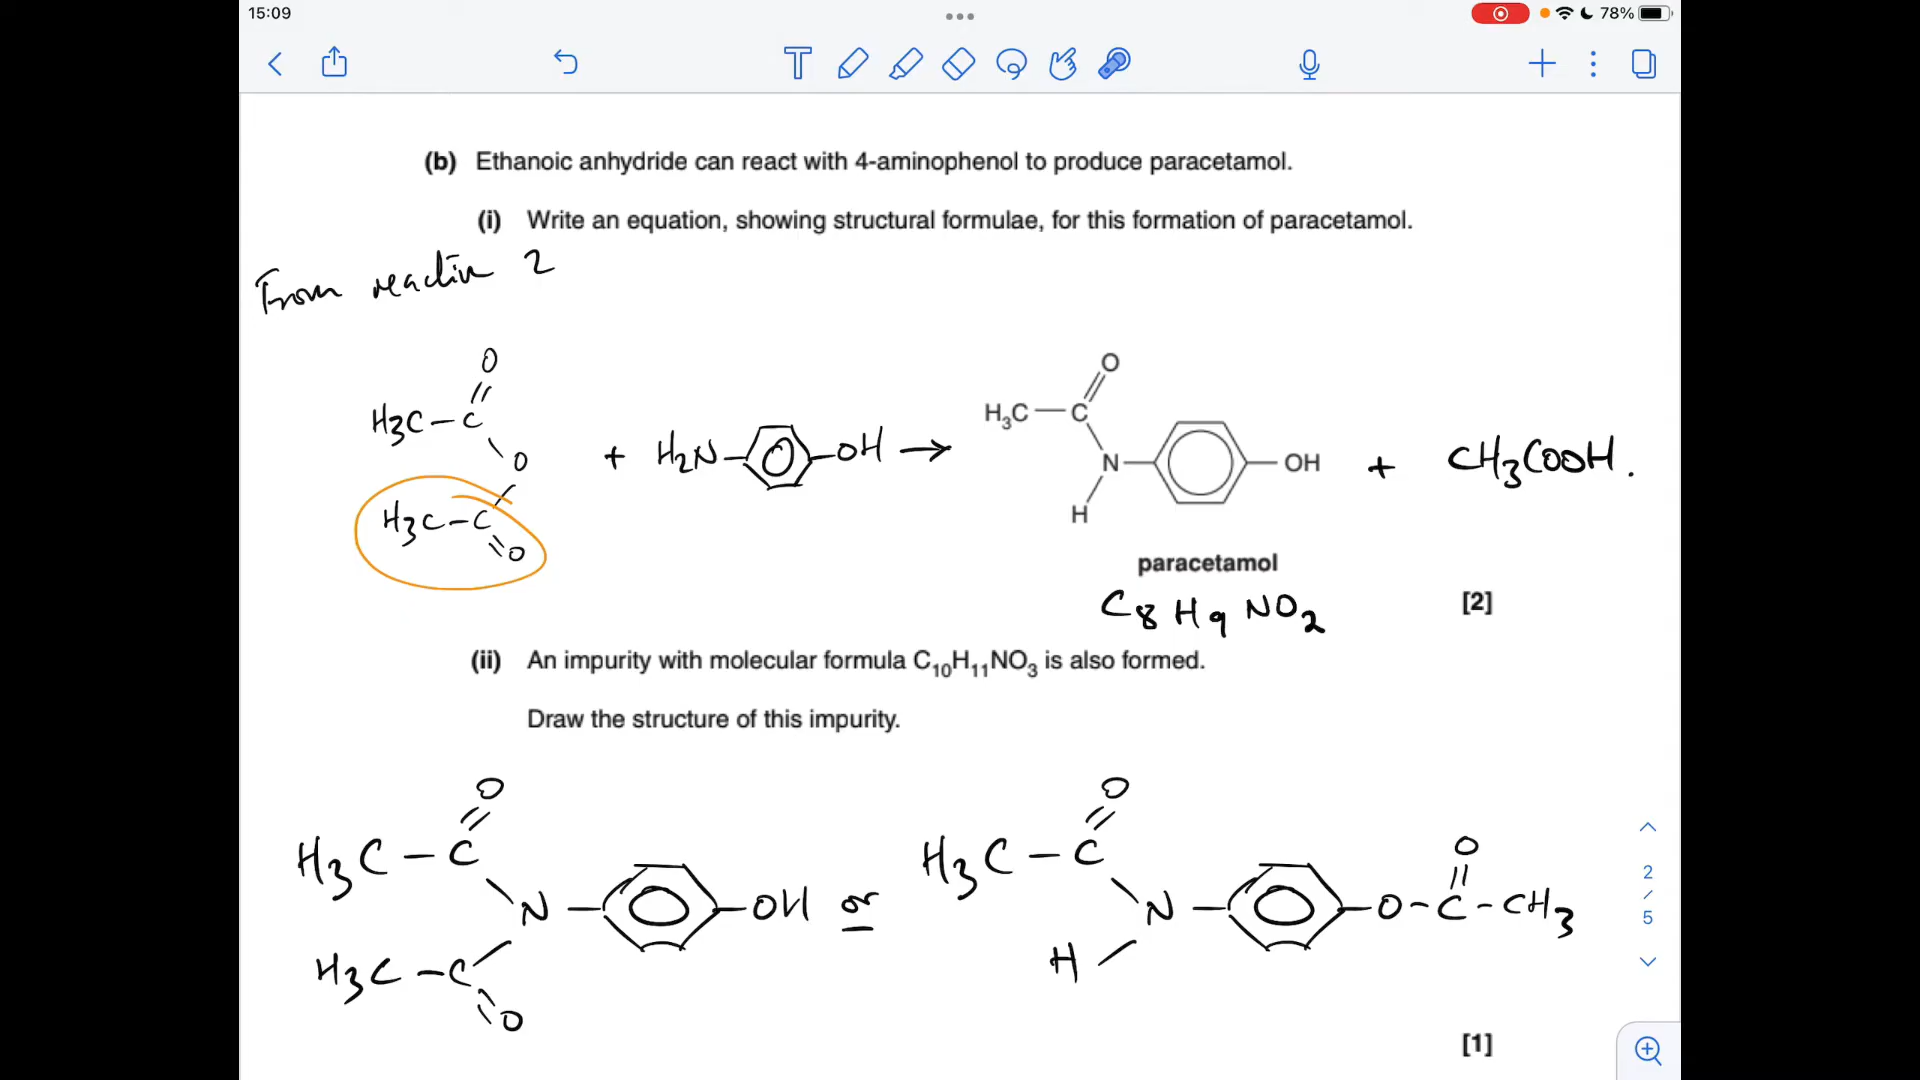 15:09
78%
(b) Ethanoic anhydride can react with 4-aminophenol to produce paracetamol.
(i) Write an equation, showing structural formulae, for this formation of paracetamol.
From reaction 2
O
H3C-C
O
H3C-C
O
+ H2N OH →
O
H3C C
N OH
H
+ CH3COOH.
paracetamol
C8H9NO2
[2]
(ii) An impurity with molecular formula C10H11NO3 is also formed.
Draw the structure of this impurity.
O
H3C-C
N OH
H3C-C
O
or
O
H3C-C
N
H
O
O-C-CH3
[1]
2
/
5